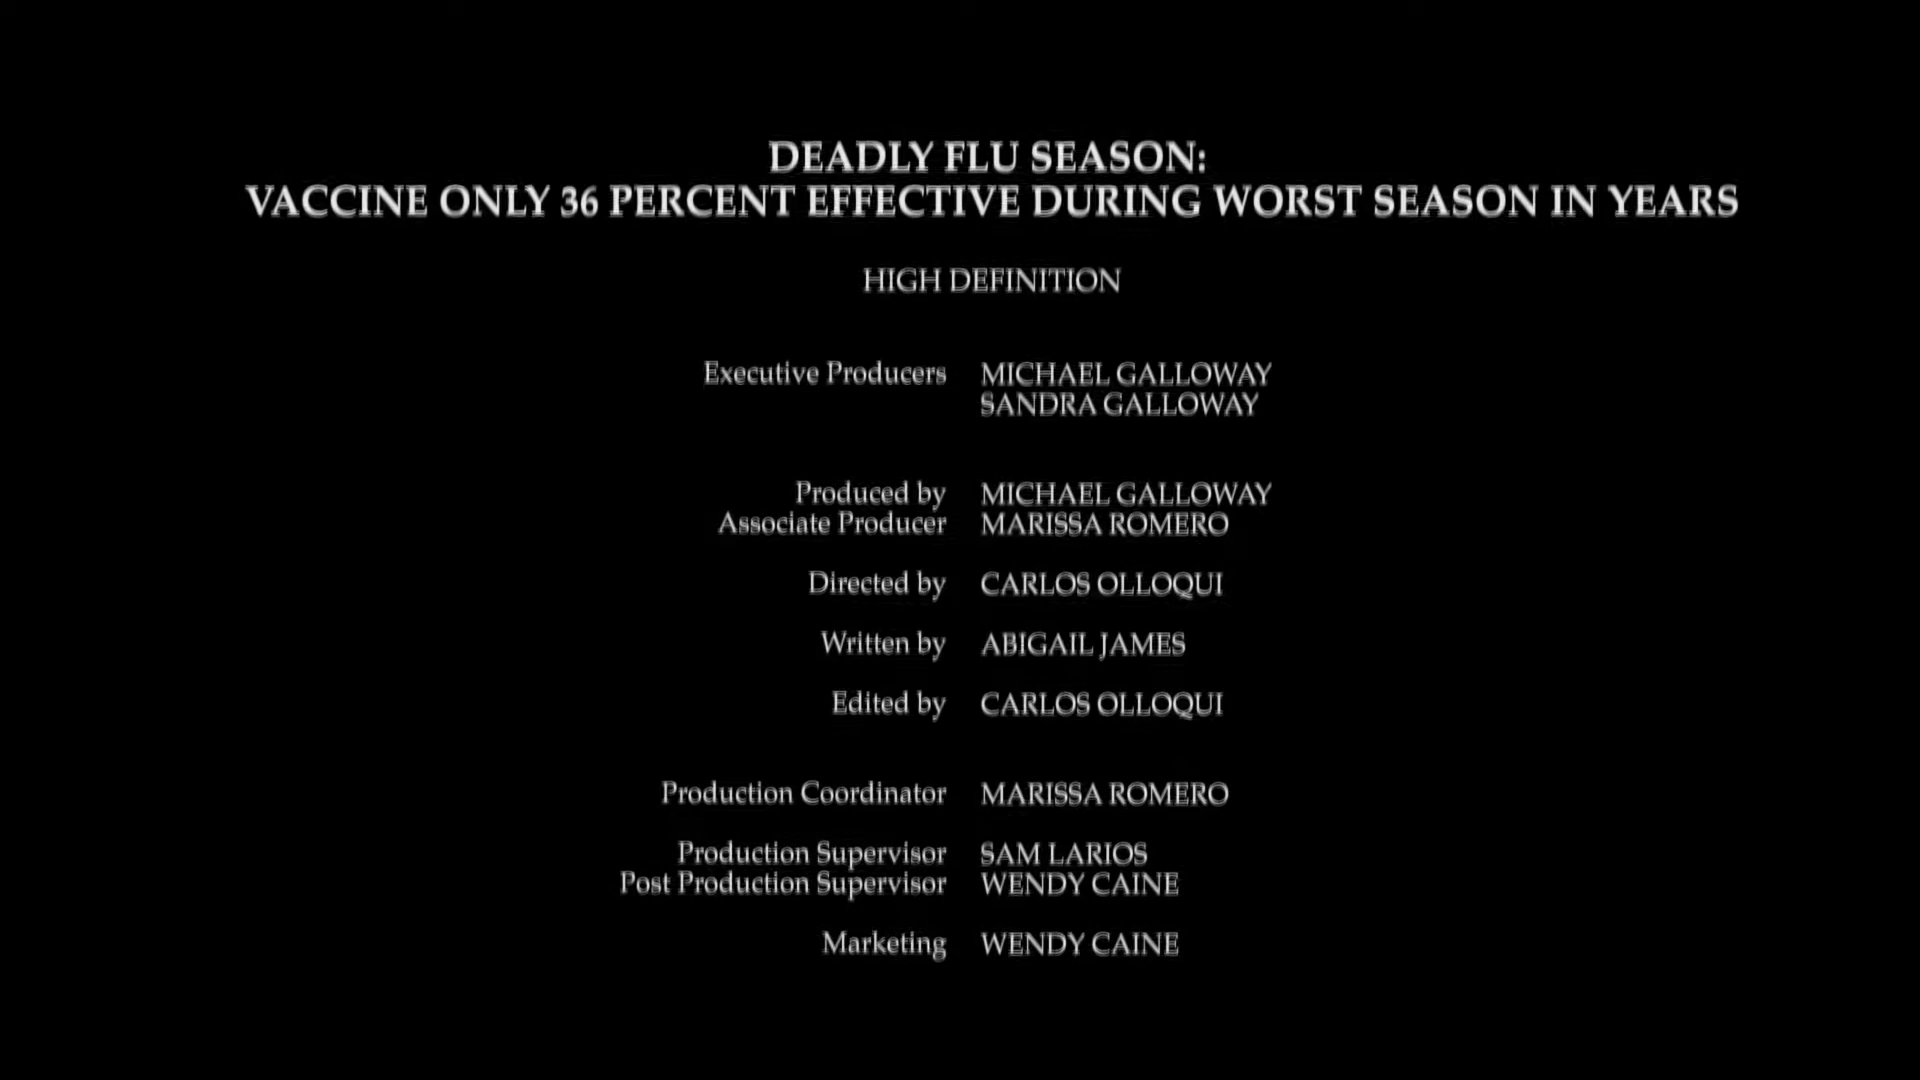 DEADLY FLU SEASON:
VACCINE ONLY 36 PERCENT EFFECTIVE DURING WORST SEASON IN YEARS
HIGH DEFINITION
Executive Producers MICHAEL GALLOWAY
SANDRA GALLOWAY
Produced by MICHAEL GALLOWAY
Associate Producer MARISSA ROMERO
Directed by CARLOS OLLOQUI
Written by ABIGAIL JAMES
Edited by CARLOS OLLOQUI
Production Coordinator MARISSA ROMERO
Production Supervisor SAM LARIOS
Post Production Supervisor WENDY CAINE
Marketing WENDY CAINE